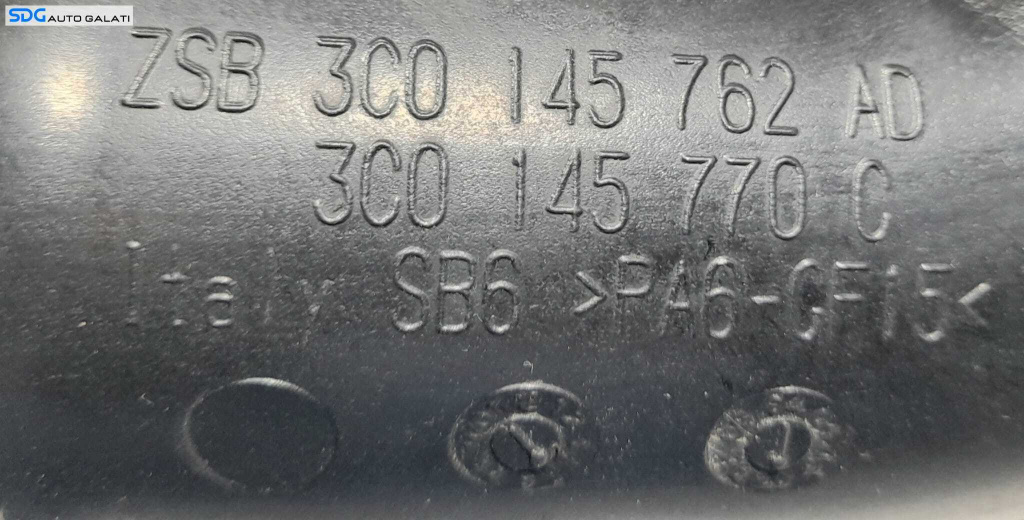 SDG AUTO GALATI
ZSB 3C0 145 762 AD
3C0 145 770 C
Italy SB6 >PA6-GF15<